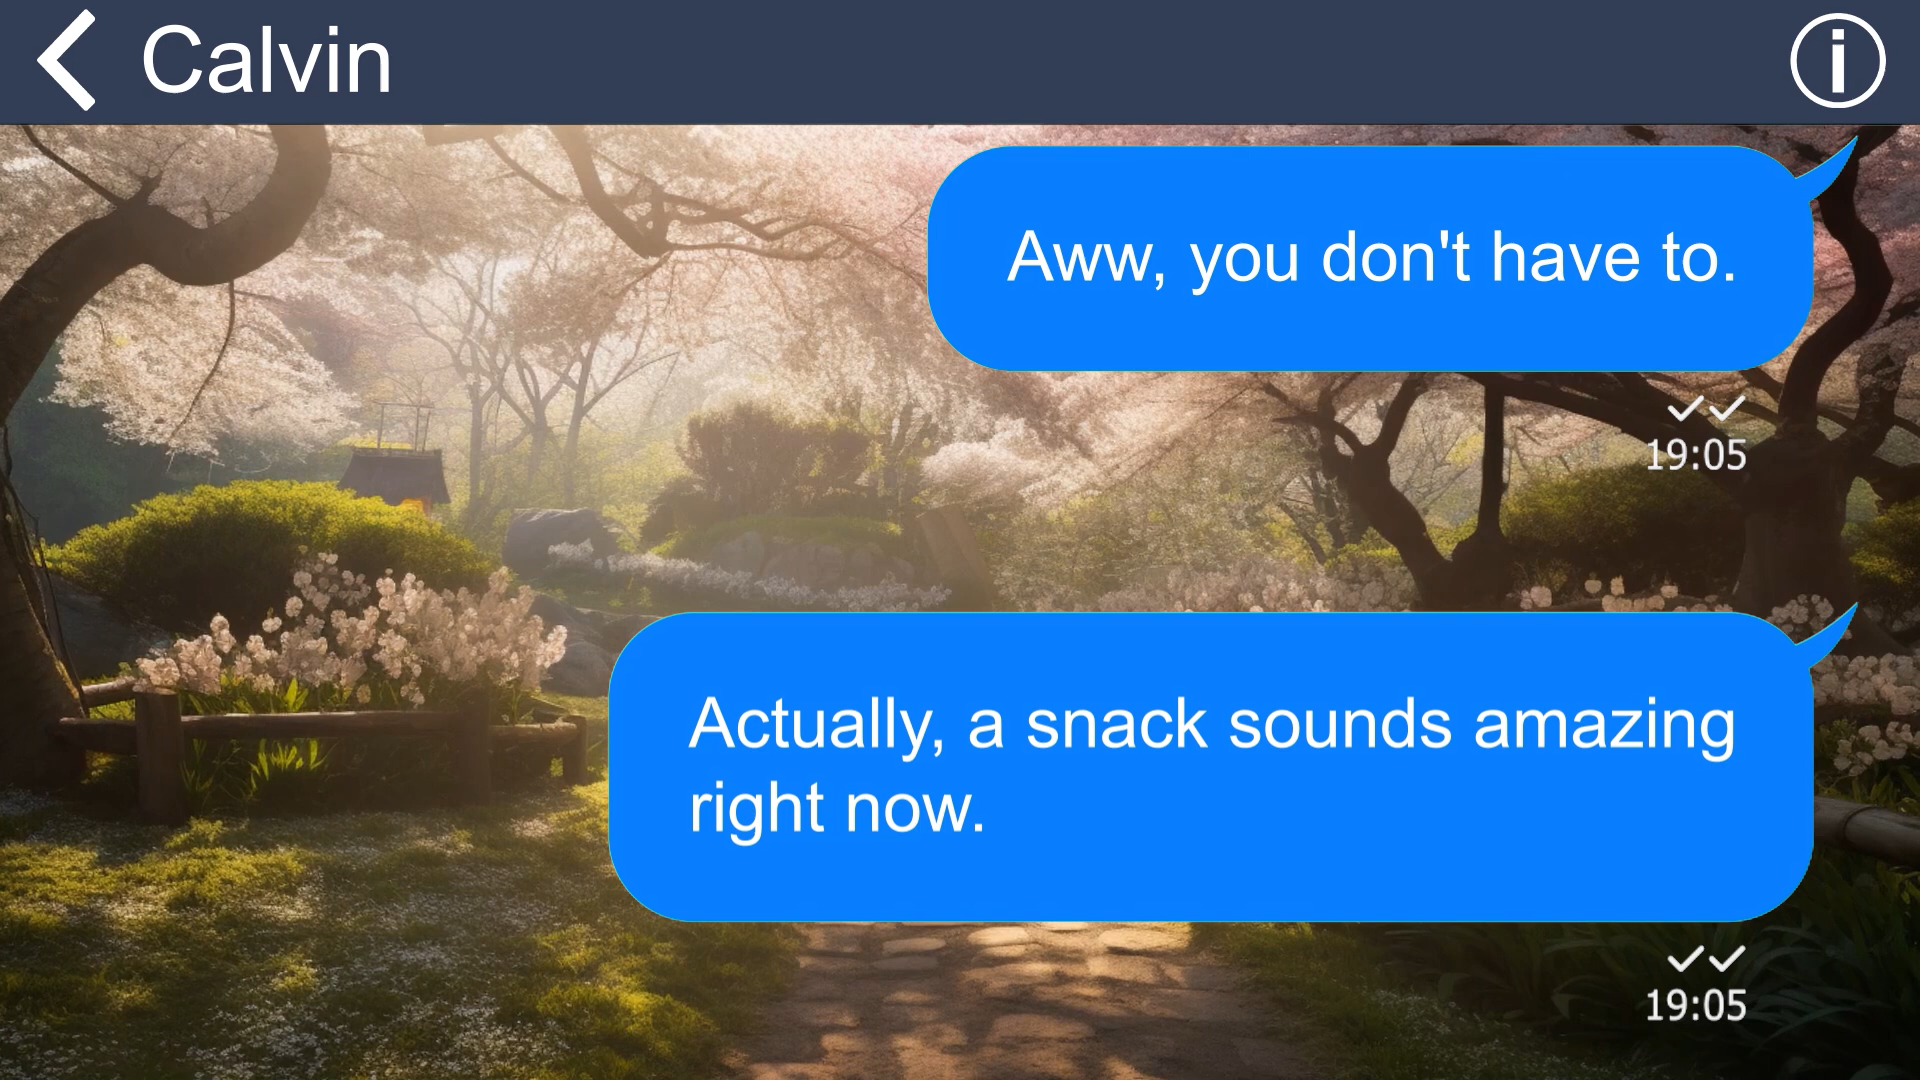 Calvin
Aww, you don't have to.
19:05
Actually, a snack sounds amazing
right now.
19:05